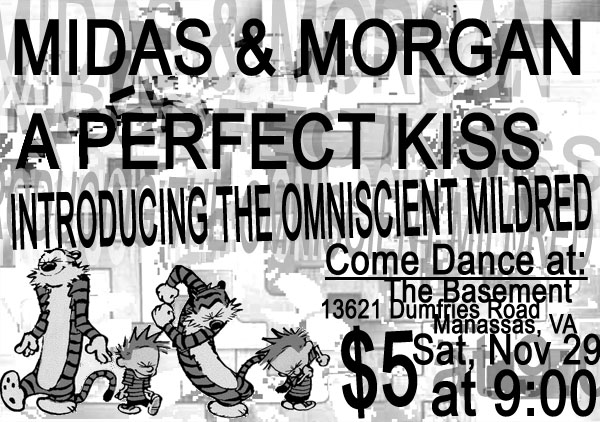 MIDAS & MORGAN
A PERFECT KISS
INTRODUCING THE OMNISCIENT MILDRED
Come Dance at:
The Basement
13621 Dumfries Road
Manassas, VA
$5
Sat, Nov 29
at 9:00